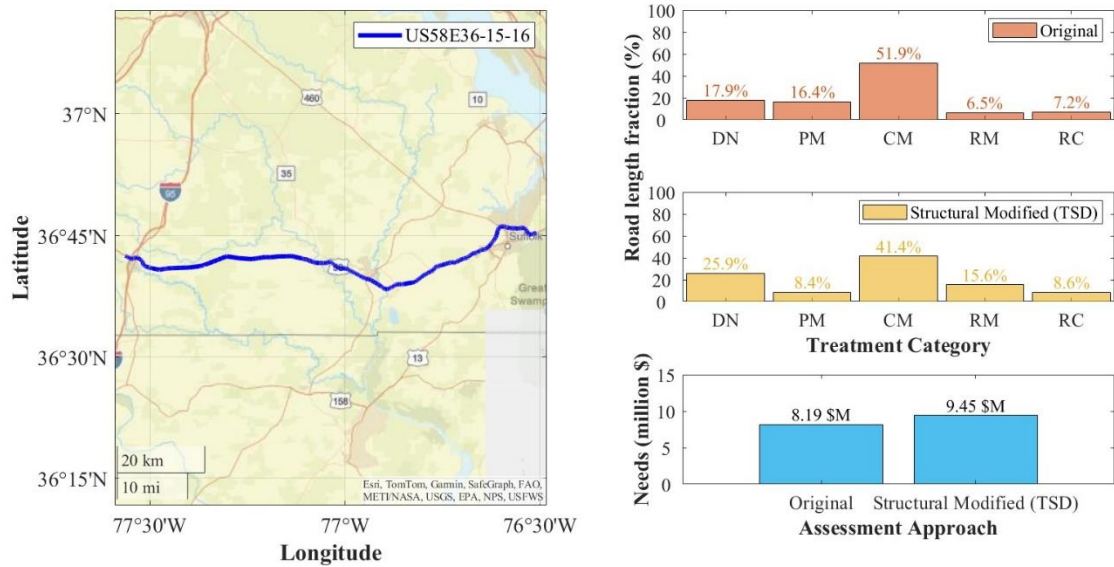 US58E36-15-16
460
10
37°N
35
95
36°45'N
Suffolk
58
Great
Swamp
36°30'N
13
158
20 km
10 mi
36°15'N
Esri, TomTom, Garmin, SafeGraph, FAO,
METI/NASA, USGS, EPA, NPS, USFWS
77°30'W
77°W
76°30'W
Latitude
Longitude
100
80
60
40
20
0
Original
17.9%
16.4%
51.9%
6.5%
7.2%
DN
PM
CM
RM
RC
Road length fraction (%)
100
80
60
40
20
0
Structural Modified (TSD)
25.9%
8.4%
41.4%
15.6%
8.6%
DN
PM
CM
RM
RC
Treatment Category
Needs (million $)
15
10
5
0
8.19 $M
9.45 $M
Original
Structural Modified (TSD)
Assessment Approach